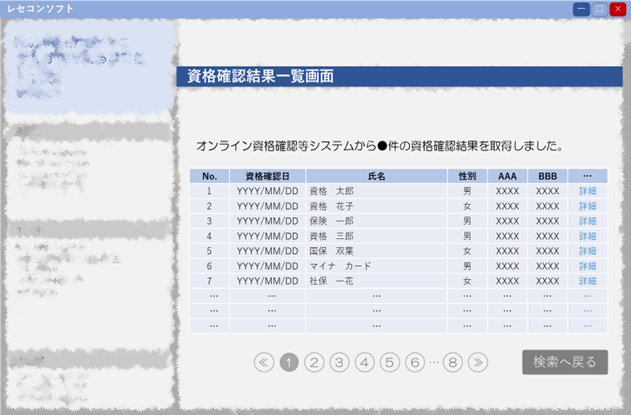 レセコンソフト
資格確認結果一覧画面
オンライン資格確認等システムから●件の資格確認結果を取得しました。
No. 資格確認日 氏名 性別 AAA BBB …
1 YYYY/MM/DD 資格　太郎 男 XXXX XXXX 詳細
2 YYYY/MM/DD 資格　花子 女 XXXX XXXX 詳細
3 YYYY/MM/DD 保険　一郎 男 XXXX XXXX 詳細
4 YYYY/MM/DD 資格　三郎 男 XXXX XXXX 詳細
5 YYYY/MM/DD 国保　双葉 女 XXXX XXXX 詳細
6 YYYY/MM/DD マイナ　カード 男 XXXX XXXX 詳細
7 YYYY/MM/DD 社保　一花 女 XXXX XXXX 詳細
… … … … … … …
… … … … … … …
… … … … … … …
≪ 1 2 3 4 5 6 … 8 ≫ 検索へ戻る